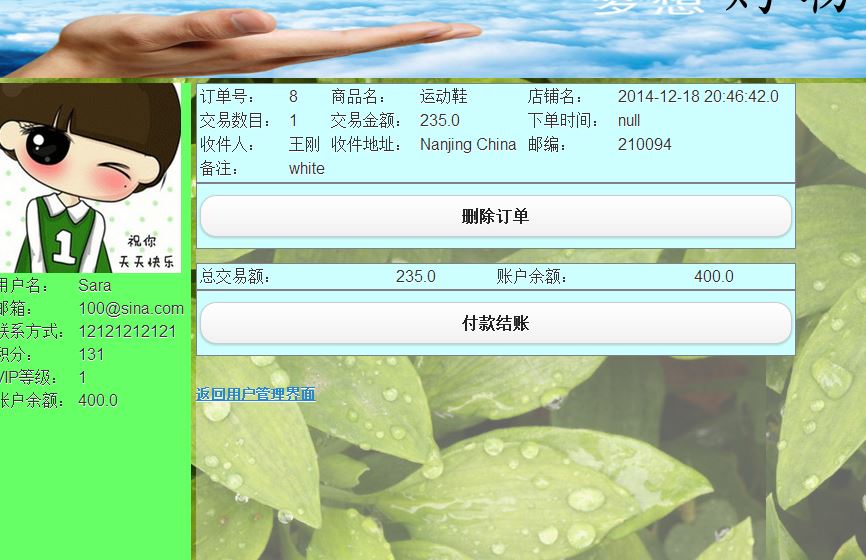 订单号： 8 商品名： 运动鞋 店铺名： 2014-12-18 20:46:42.0
交易数目： 1 交易金额： 235.0 下单时间： null
收件人： 王刚 收件地址： Nanjing China 邮编： 210094
备注： white
删除订单
总交易额： 235.0 账户余额： 400.0
付款结账
返回用户管理界面
祝你
天天快乐
1
用户名： Sara
邮箱： 100@sina.com
联系方式： 12121212121
积分： 131
VIP等级： 1
账户余额： 400.0